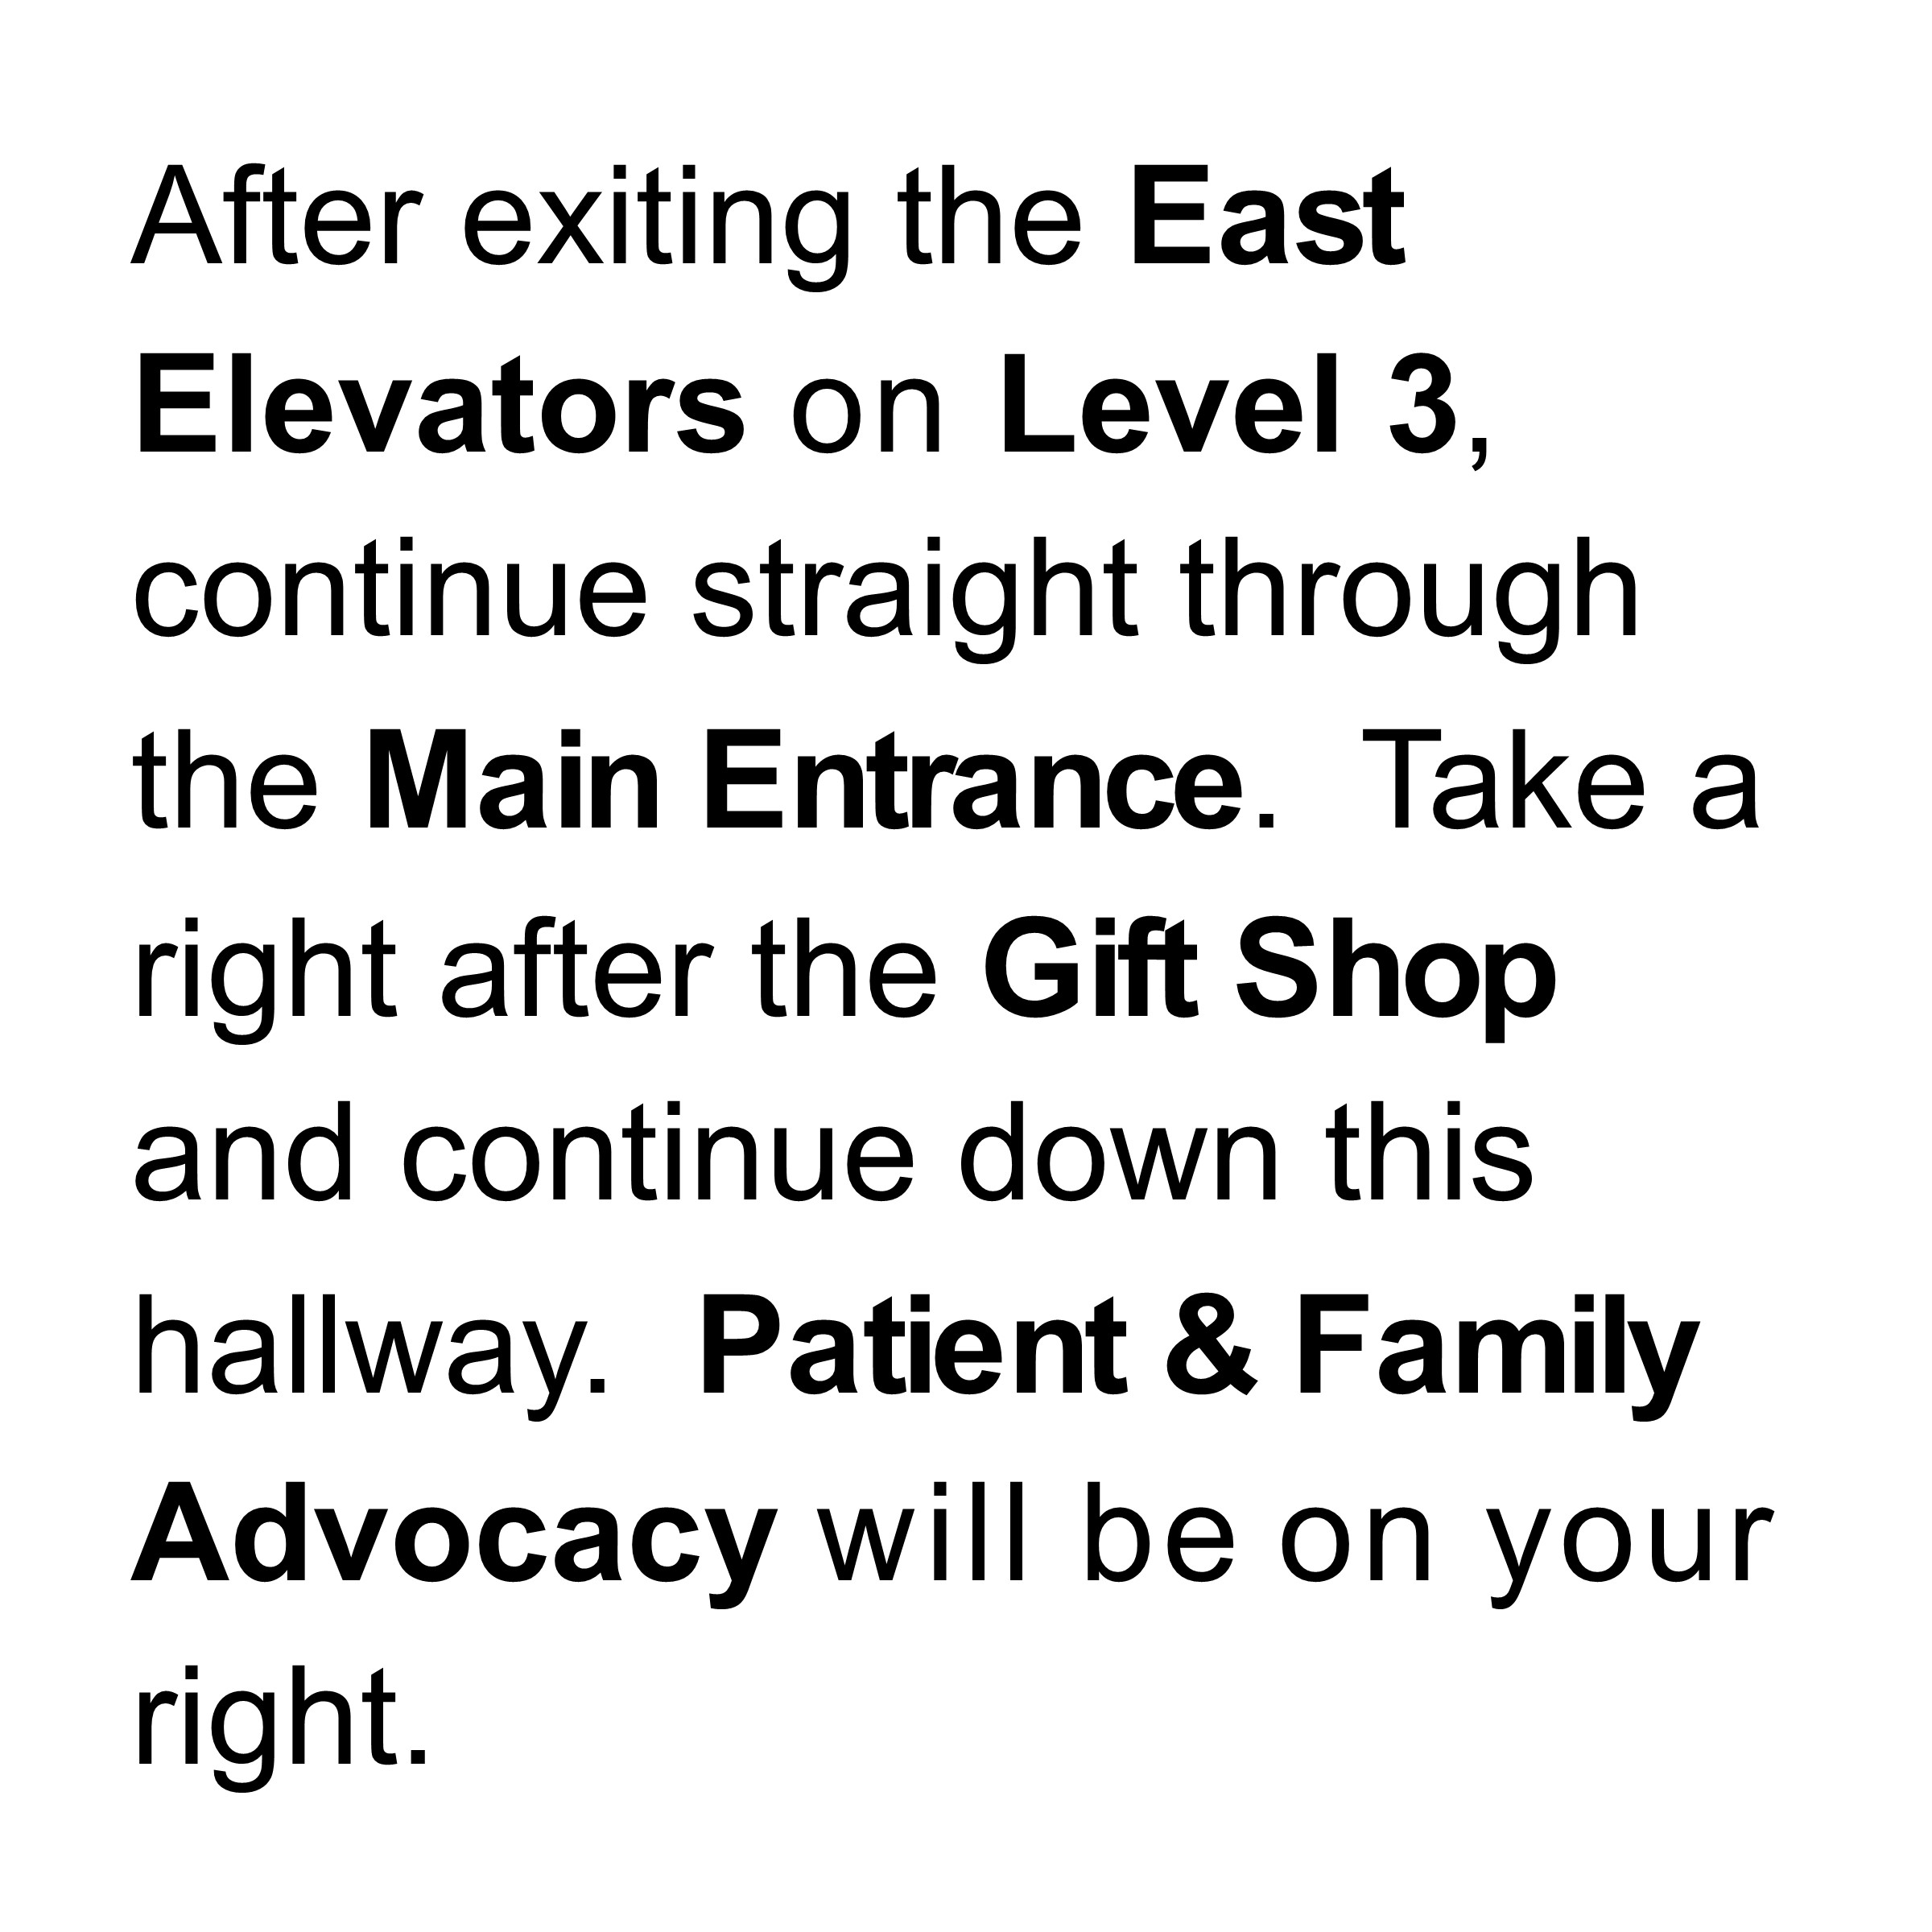 After exiting the East
Elevators on Level 3,
continue straight through
the Main Entrance.  Take a
right after the Gift Shop
and continue down this
hallway.  Patient & Family
Advocacy will be on your
right.